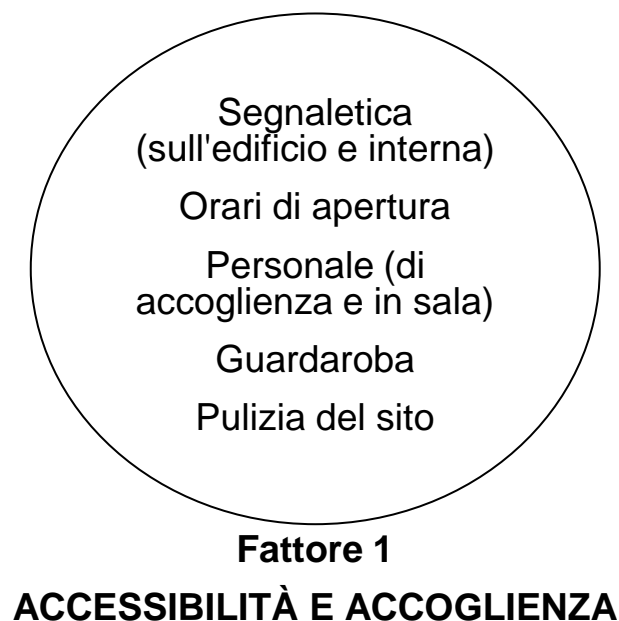 Segnaletica
(sull'edificio e interna)
Orari di apertura
Personale (di
accoglienza e in sala)
Guardaroba
Pulizia del sito
Fattore 1
ACCESSIBILITÀ E ACCOGLIENZA